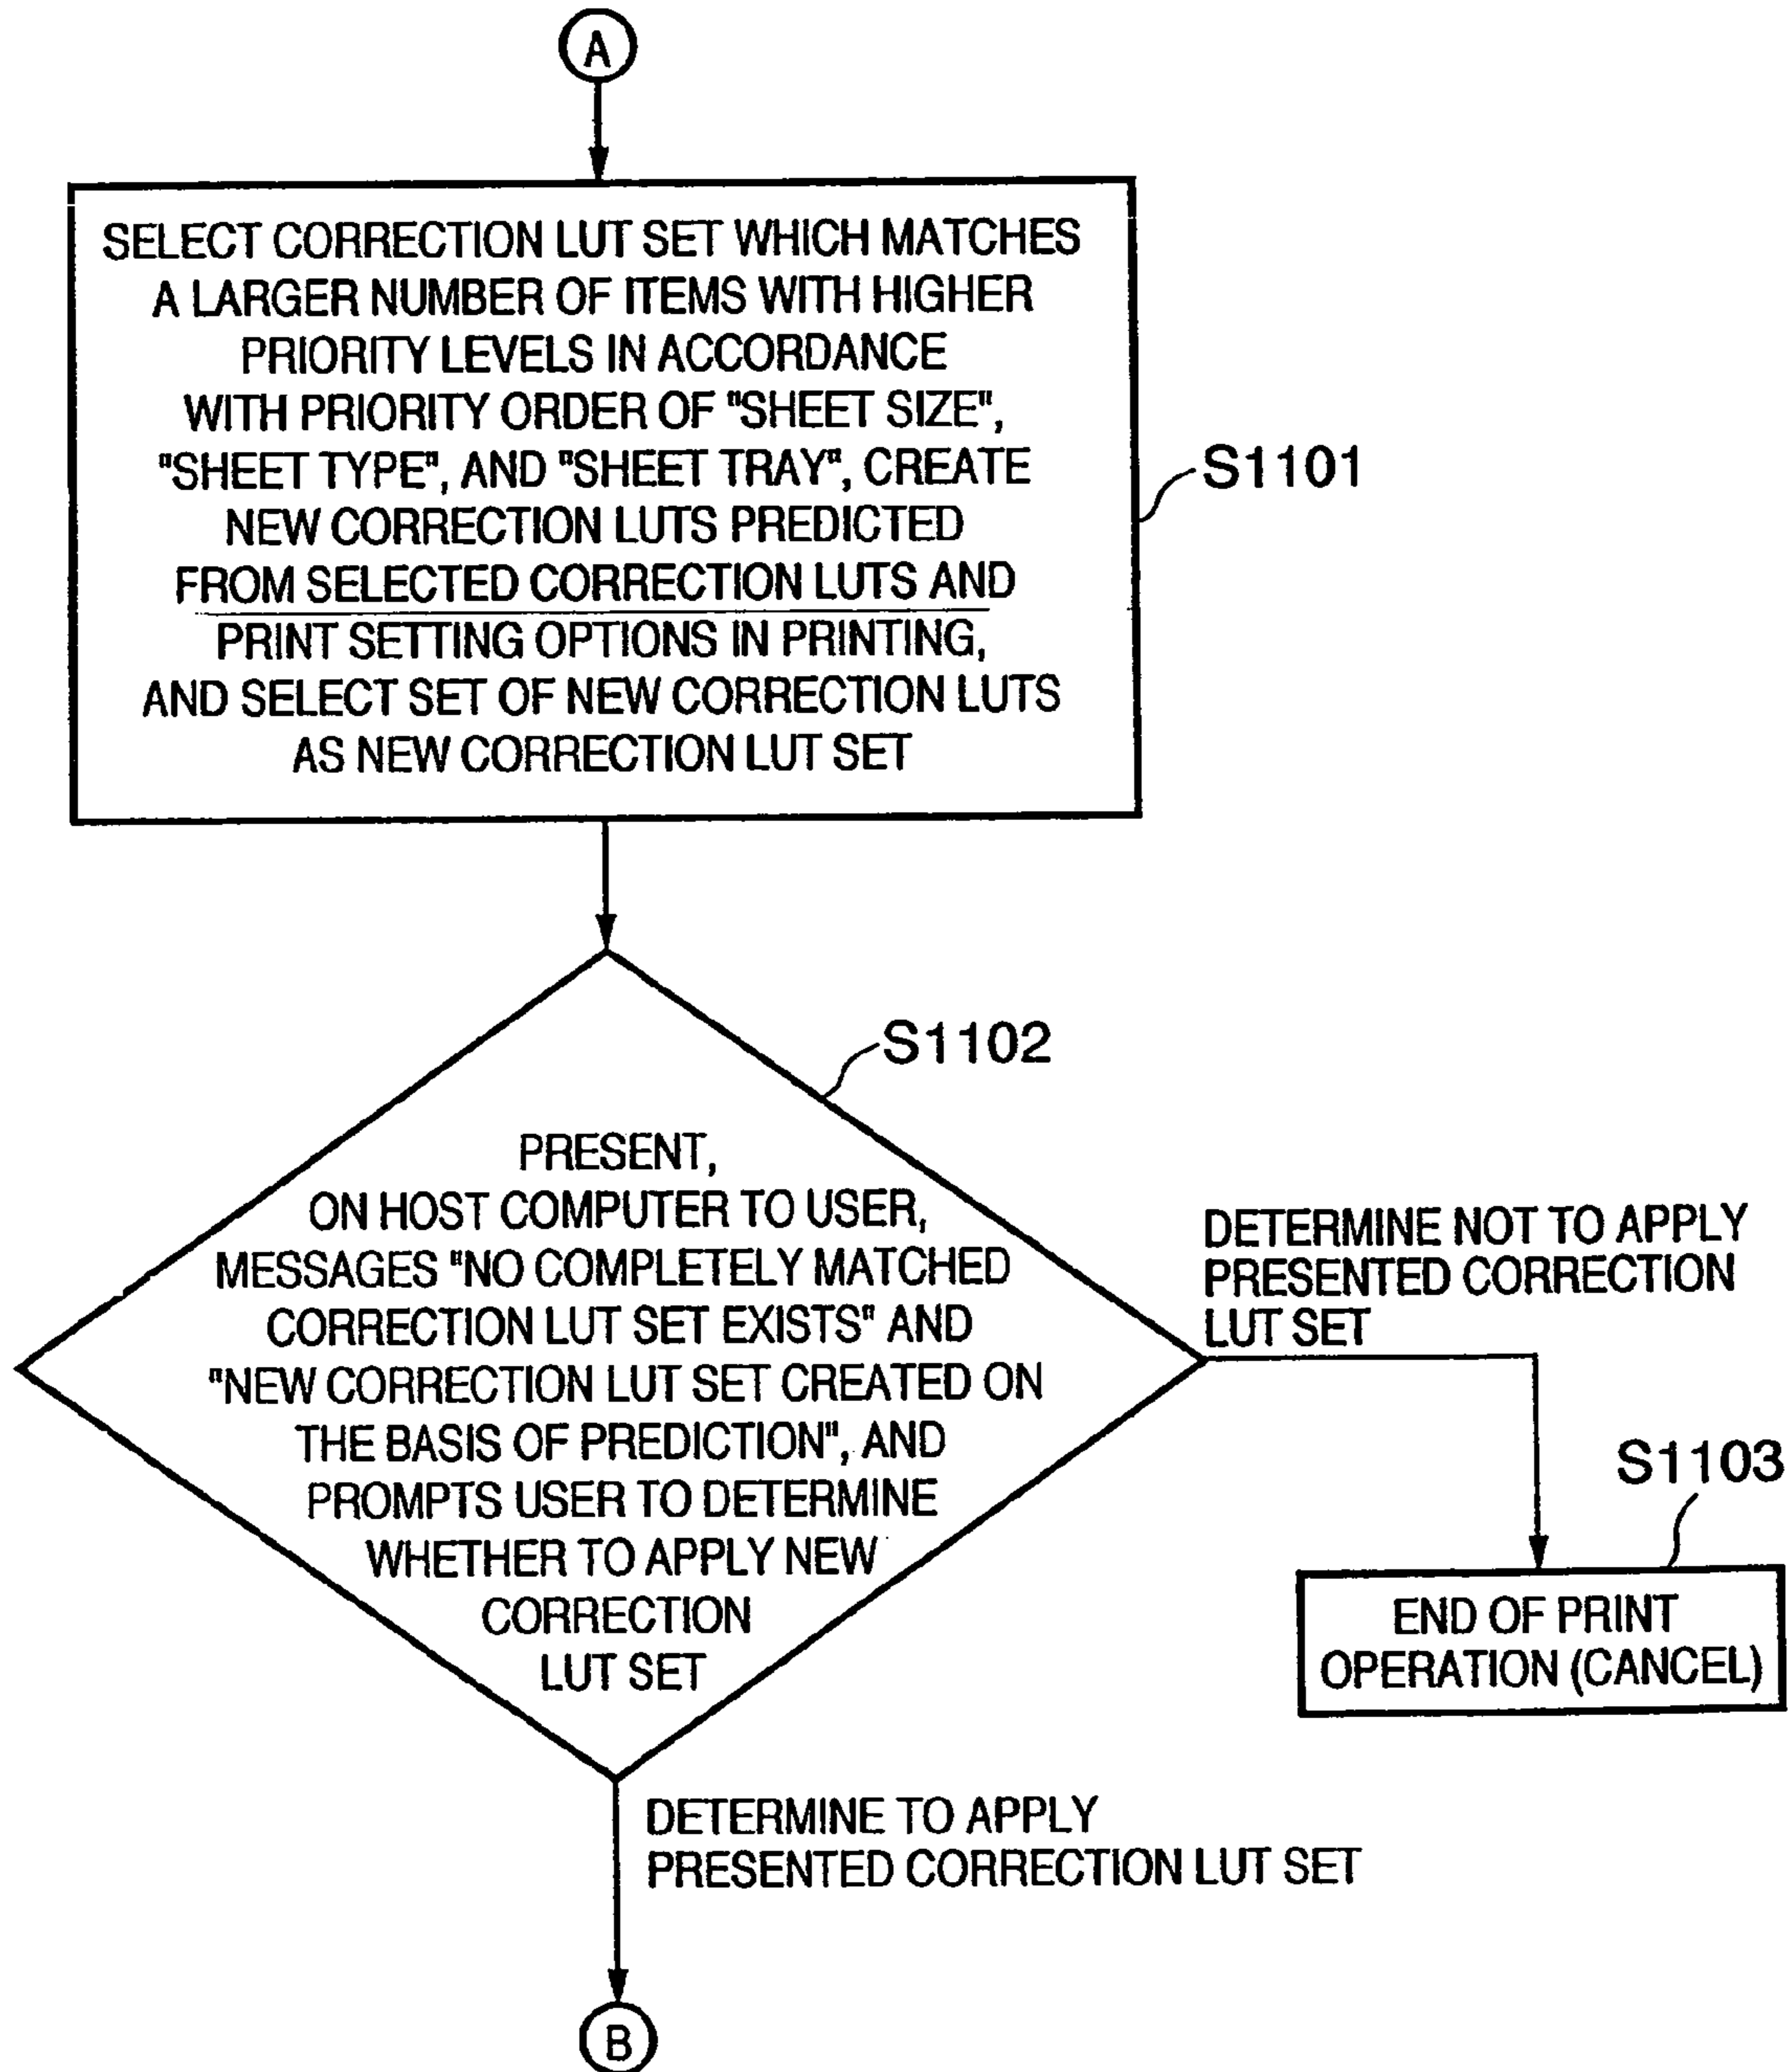 A
SELECT CORRECTION LUT SET WHICH MATCHES
A LARGER NUMBER OF ITEMS WITH HIGHER
PRIORITY LEVELS IN ACCORDANCE
WITH PRIORITY ORDER OF "SHEET SIZE",
"SHEET TYPE", AND "SHEET TRAY", CREATE
NEW CORRECTION LUTS PREDICTED
FROM SELECTED CORRECTION LUTS AND
PRINT SETTING OPTIONS IN PRINTING,
AND SELECT SET OF NEW CORRECTION LUTS
AS NEW CORRECTION LUT SET
S1101
S1102
PRESENT,
ON HOST COMPUTER TO USER,
MESSAGES "NO COMPLETELY MATCHED
CORRECTION LUT SET EXISTS" AND
"NEW CORRECTION LUT SET CREATED ON
THE BASIS OF PREDICTION", AND
PROMPTS USER TO DETERMINE
WHETHER TO APPLY NEW
CORRECTION
LUT SET
DETERMINE NOT TO APPLY
PRESENTED CORRECTION
LUT SET
S1103
END OF PRINT
OPERATION (CANCEL)
DETERMINE TO APPLY
PRESENTED CORRECTION LUT SET
B